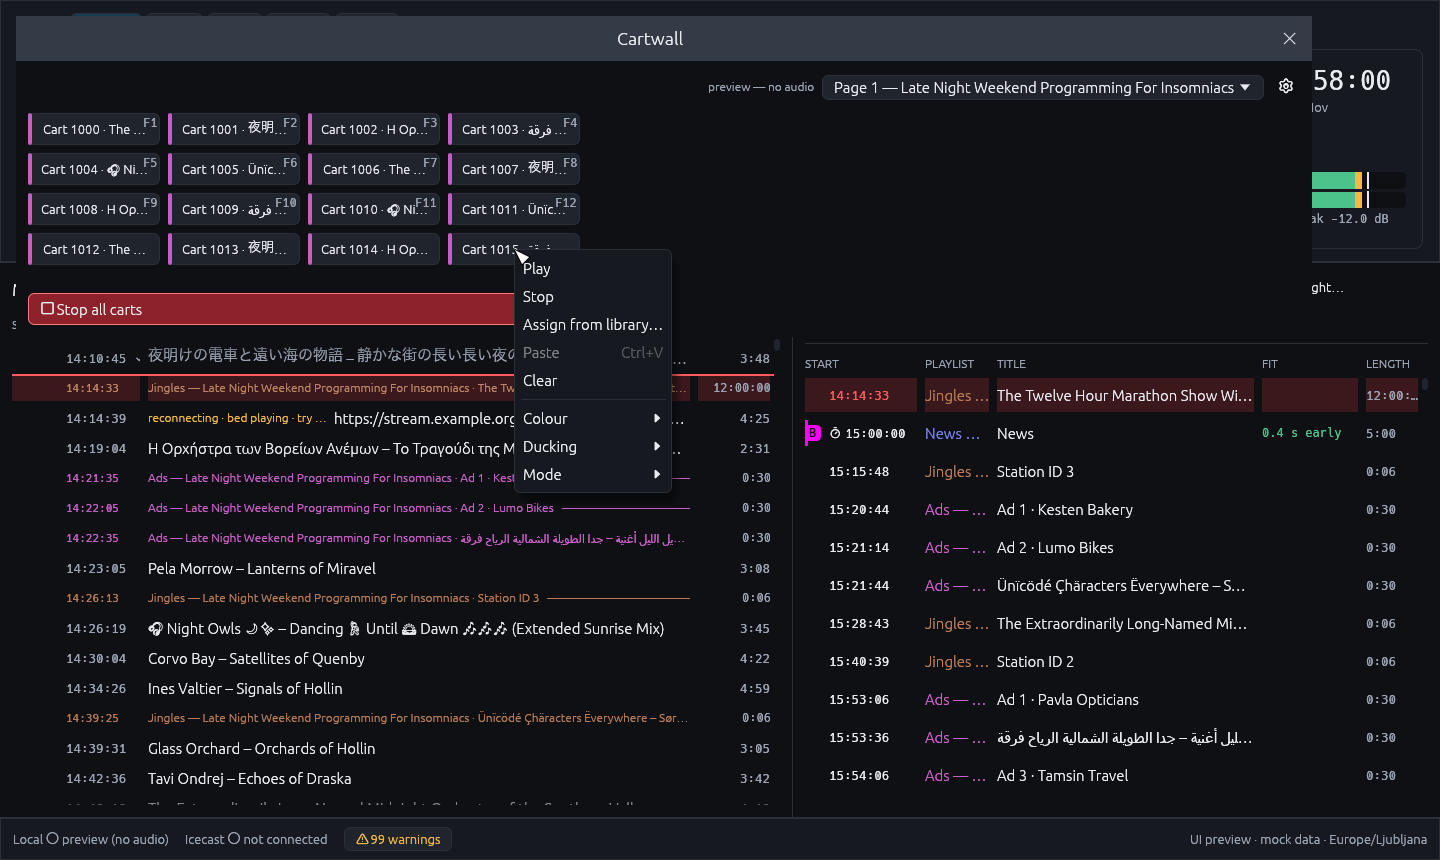 Cartwall
preview — no audio
Page 1 — Late Night Weekend Programming For Insomniacs
58:00
Cart 1000 · The … F1
Cart 1001 · 夜明… F2
Cart 1002 · H Op… F3
Cart 1003 · فرقة … F4
Cart 1004 · 🎧 Ni… F5
Cart 1005 · Ünïc… F6
Cart 1006 · The … F7
Cart 1007 · 夜明… F8
Cart 1008 · H Op… F9
Cart 1009 · فرقة … F10
Cart 1010 · 🎧 Ni… F11
Cart 1011 · Ünïc… F12
Cart 1012 · The …
Cart 1013 · 夜明…
Cart 1014 · H Op…
Cart 1015
-12.0 dB
Stop all carts
ght…
Play
Stop
Assign from library…
Paste Ctrl+V
Clear
Colour
Ducking
Mode
14:10:45 夜明けの電車と遠い海の物語 – 静かな街の長い長い夜の … 3:48
14:14:33 Jingles — Late Night Weekend Programming For Insomniacs · The … 12:00:00
14:14:39 reconnecting · bed playing · try … https://stream.example.org … 4:25
14:19:04 Η Ορχήστρα των Βορείων Ανέμων – Το Τραγούδι της … 2:31
14:21:35 Ads — Late Night Weekend Programming For Insomniacs · Ad 1 · 0:30
14:22:05 Ads — Late Night Weekend Programming For Insomniacs · Ad 2 · Lumo Bikes 0:30
14:22:35 Ads — Late Night Weekend Programming For Insomniacs · فرقة الرياح الشمالية الطويلة جدا – أغنية الليل … 0:30
14:23:05 Pela Morrow – Lanterns of Miravel 3:08
14:26:13 Jingles — Late Night Weekend Programming For Insomniacs · Station ID 3 0:06
14:26:19 🎧 Night Owls 🌙✨ – Dancing 💃 Until 🌅 Dawn 🎶🎶🎶 (Extended Sunrise Mix) 3:45
14:30:04 Corvo Bay – Satellites of Quenby 4:22
14:34:26 Ines Valtier – Signals of Hollin 4:59
14:39:25 Jingles — Late Night Weekend Programming For Insomniacs · Ünïcödé Çhäracters Ëverywhere – Sør… 0:06
14:39:31 Glass Orchard – Orchards of Hollin 3:05
14:42:36 Tavi Ondrej – Echoes of Draska 3:42
START PLAYLIST TITLE FIT LENGTH
14:14:33 Jingles … The Twelve Hour Marathon Show Wi… 12:00:…
B 15:00:00 News … News 0.4 s early 5:00
15:15:48 Jingles … Station ID 3 0:06
15:20:44 Ads — … Ad 1 · Kesten Bakery 0:30
15:21:14 Ads — … Ad 2 · Lumo Bikes 0:30
15:21:44 Ads — … Ünïcödé Çhäracters Ëverywhere – S… 0:30
15:28:43 Jingles … The Extraordinarily Long-Named Mi… 0:06
15:40:39 Jingles … Station ID 2 0:06
15:53:06 Ads — … Ad 1 · Pavla Opticians 0:30
15:53:36 Ads — … فرقة الرياح الشمالية الطويلة جدا – أغنية الليل… 0:30
15:54:06 Ads — … Ad 3 · Tamsin Travel 0:30
Local preview (no audio) Icecast not connected 99 warnings
UI preview · mock data · Europe/Ljubljana